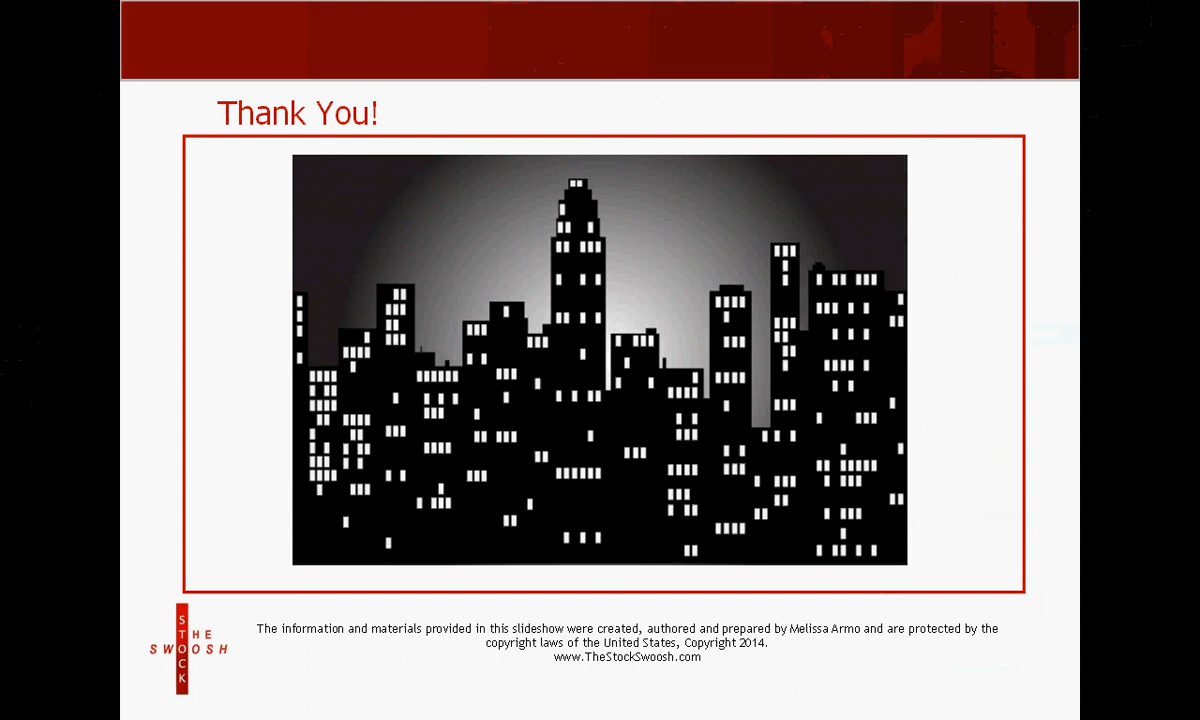 Thank You!
THE
SWOOSH
STOCK
The information and materials provided in this slideshow were created, authored and prepared by Melissa Armo and are protected by the
copyright laws of the United States, Copyright 2014.
www.TheStockSwoosh.com